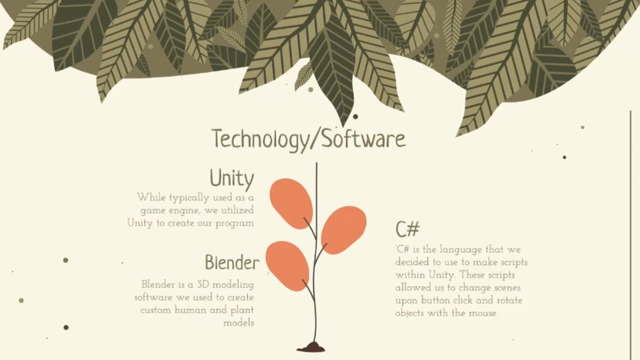 Technology/Software
Unity
While typically used as a
game engine, we utilized
Unity to create our program
Blender
Blender is a 3D modeling
software we used to create
custom human and plant
models
C#
C# is the language that we
decided to use to make scripts
within Unity. These scripts
allowed us to change scenes
upon button click and rotate
objects with the mouse